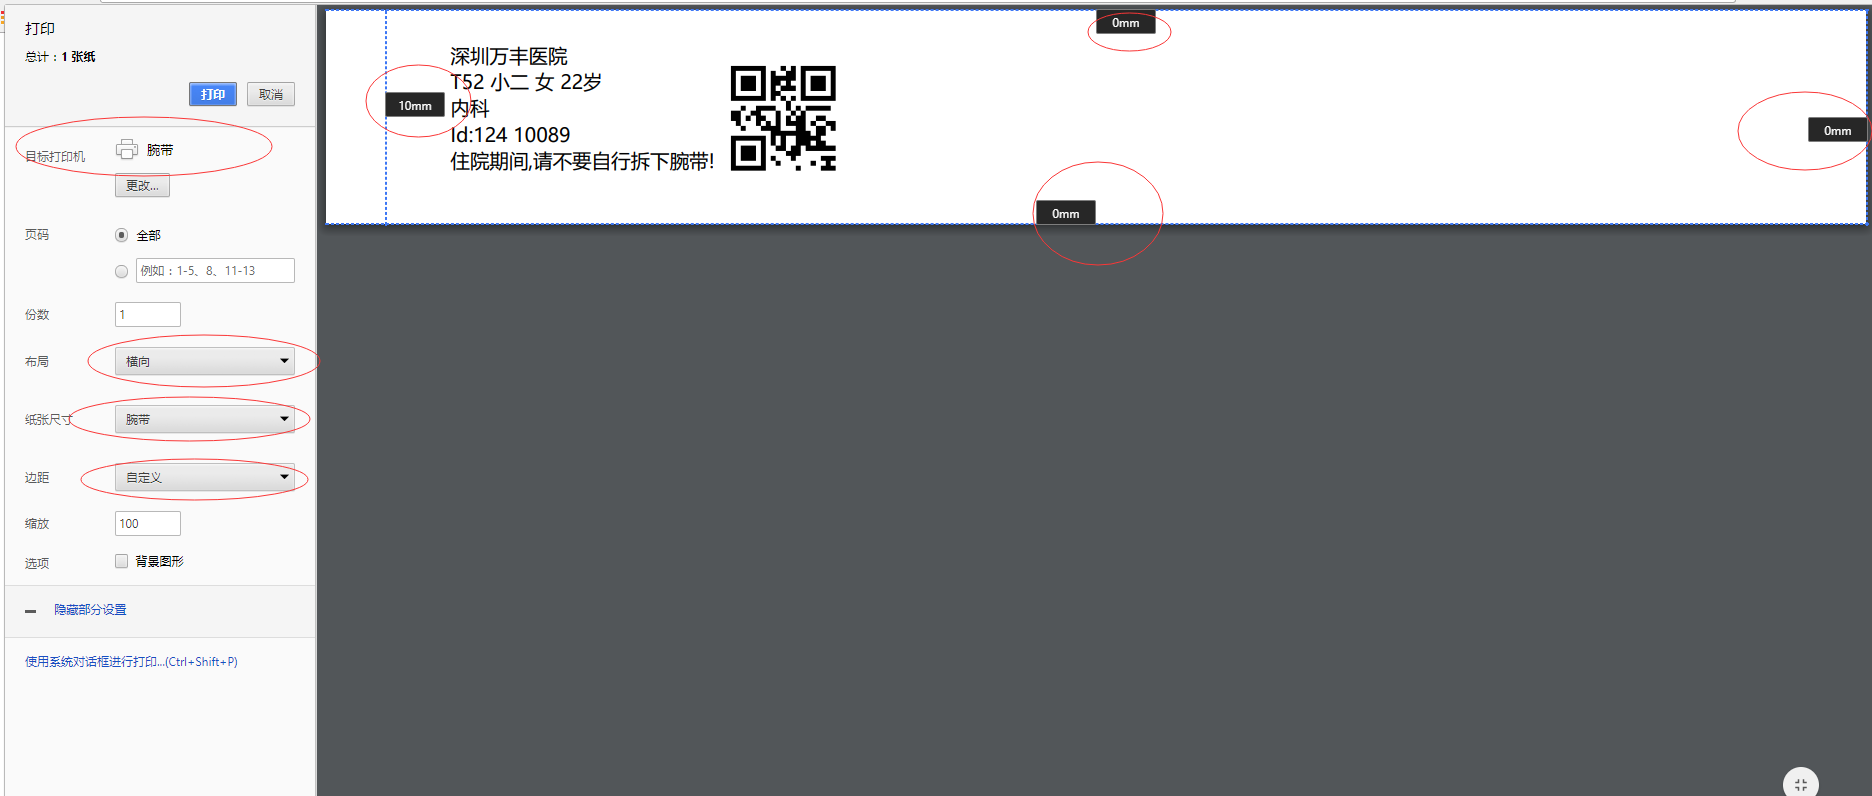 打印
总计：1 张纸
打印 取消
目标打印机 腕带
更改...
页码 全部
例如：1-5、8、11-13
份数 1
布局 横向
纸张尺寸 腕带
边距 自定义
缩放 100
选项 背景图形
隐藏部分设置
使用系统对话框进行打印...(Ctrl+Shift+P)
0mm
深圳万丰医院
T52 小二 女 22岁
10mm
内科
Id:124 10089
住院期间,请不要自行拆下腕带!
0mm
0mm